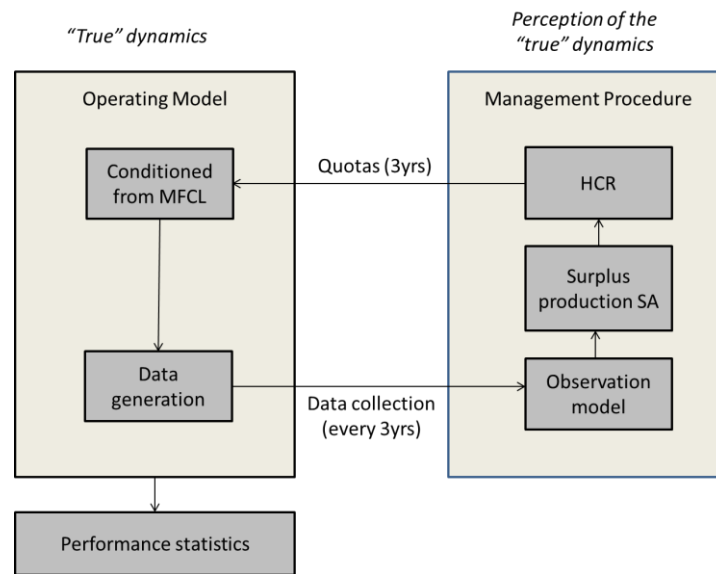 “True” dynamics
Perception of the
“true” dynamics
Operating Model
Management Procedure
Conditioned
from MFCL
Quotas (3yrs)
HCR
Surplus
production SA
Data
generation
Data collection
(every 3yrs)
Observation
model
Performance statistics